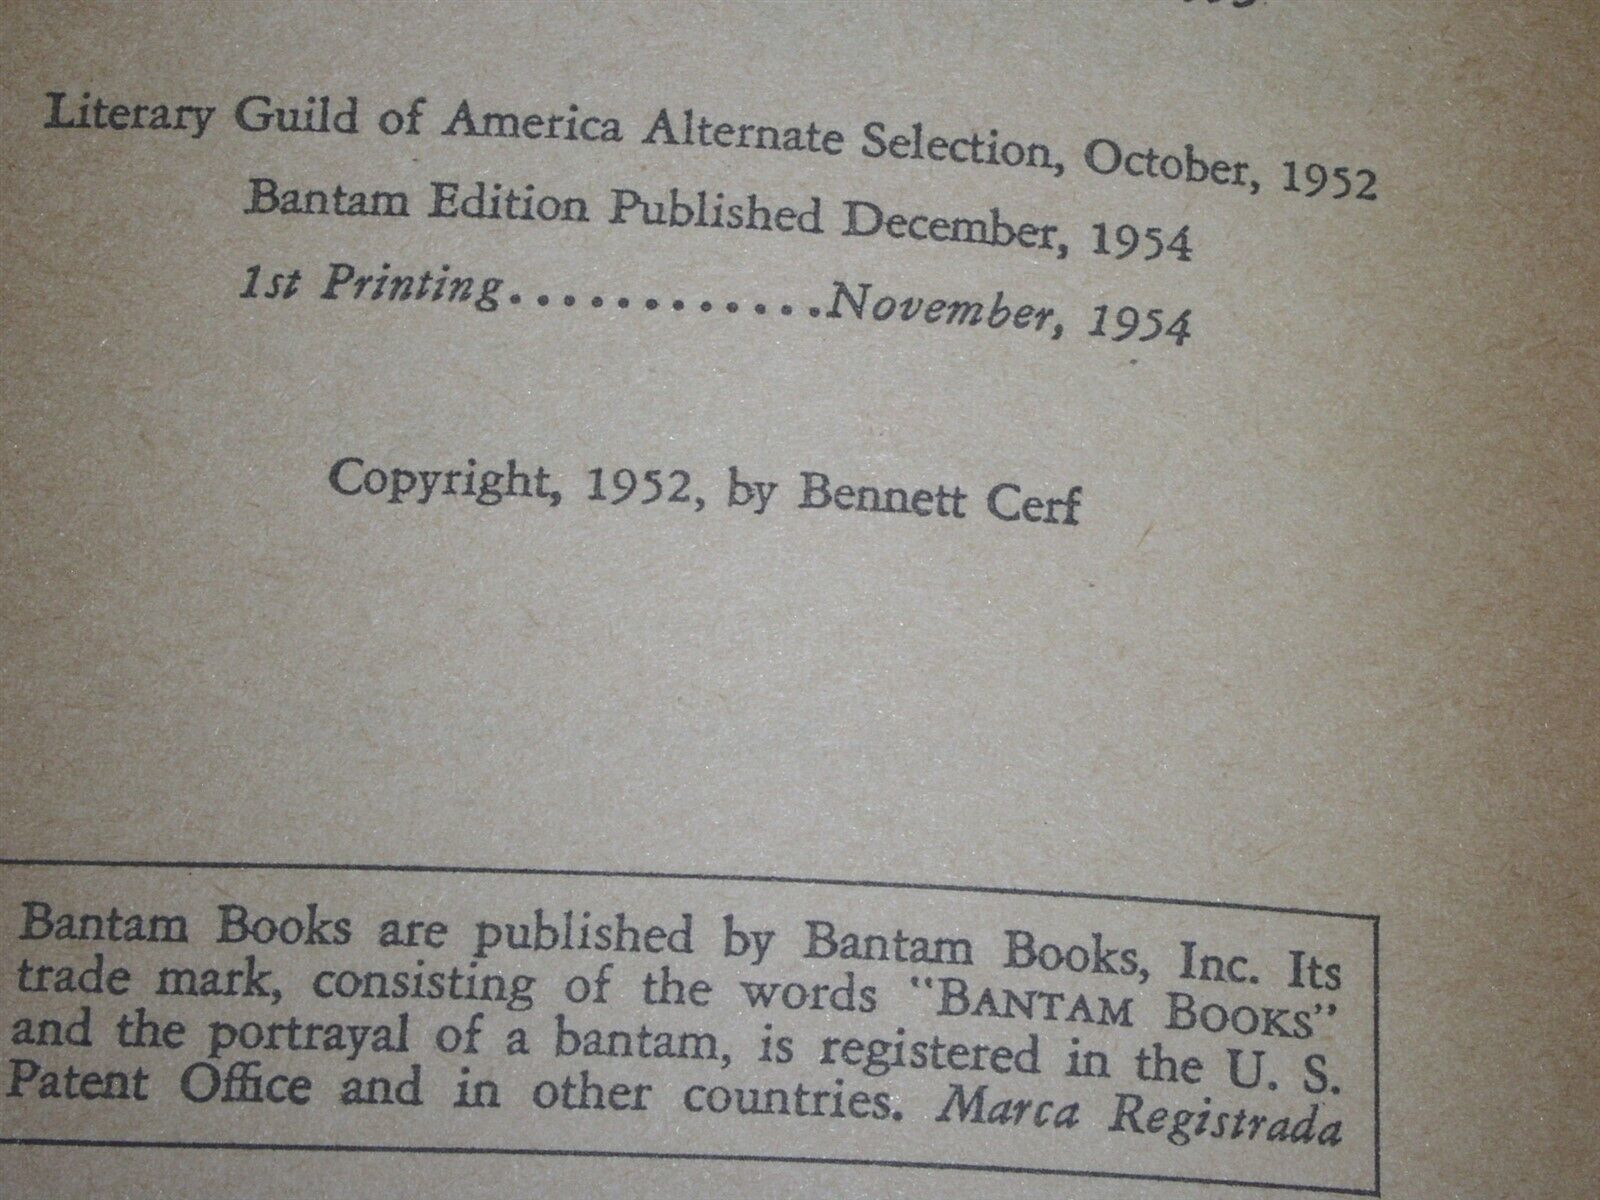 Literary Guild of America Alternate Selection, October, 1952
Bantam Edition Published December, 1954
1st Printing............November, 1954
Copyright, 1952, by Bennett Cerf
Bantam Books are published by Bantam Books, Inc. Its
trade mark, consisting of the words "BANTAM BOOKS"
and the portrayal of a bantam, is registered in the U. S.
Patent Office and in other countries. Marca Registrada